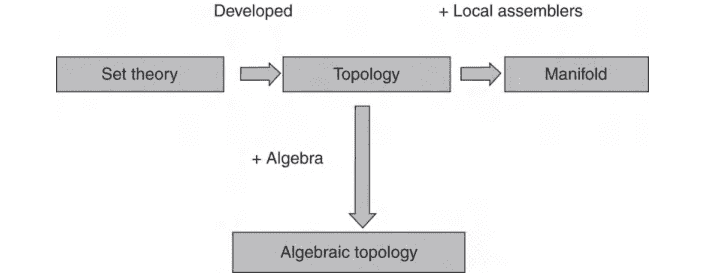 Developed
+ Local assemblers
Set theory
Topology
Manifold
+ Algebra
Algebraic topology